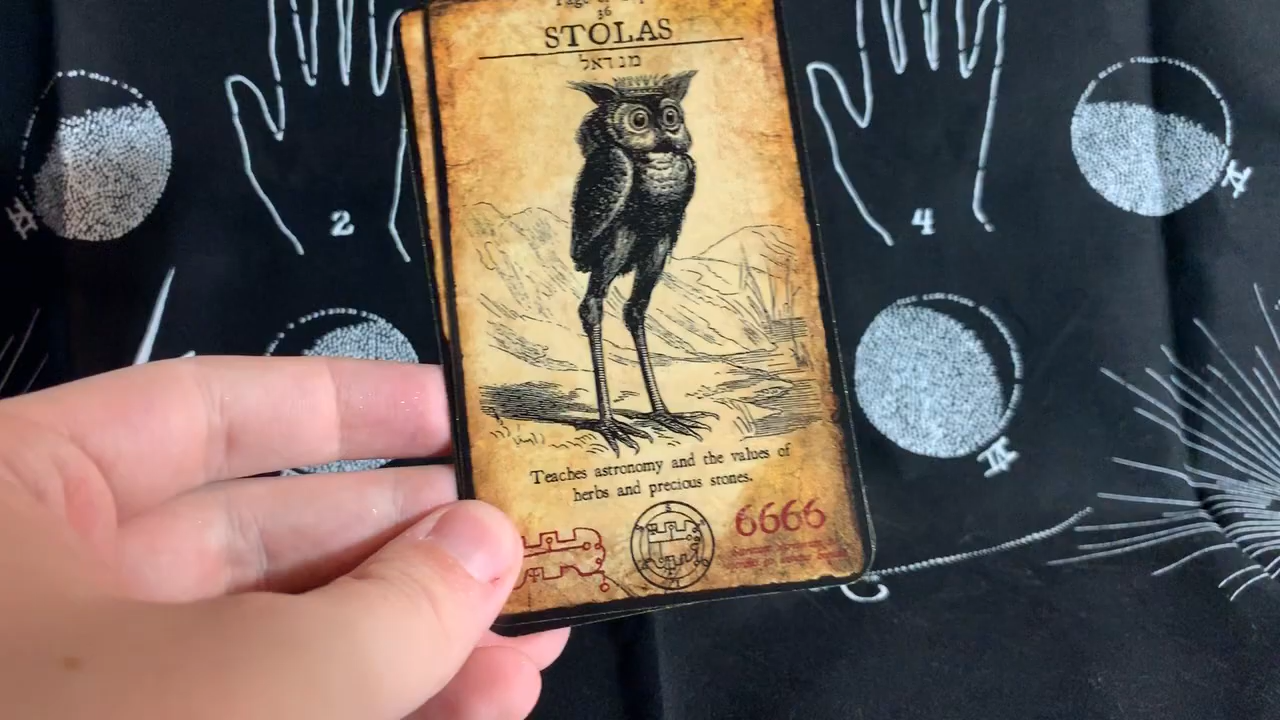 36
STOLAS
מנדאל
2
4
Teaches astronomy and the values of
herbs and precious stones.
6666